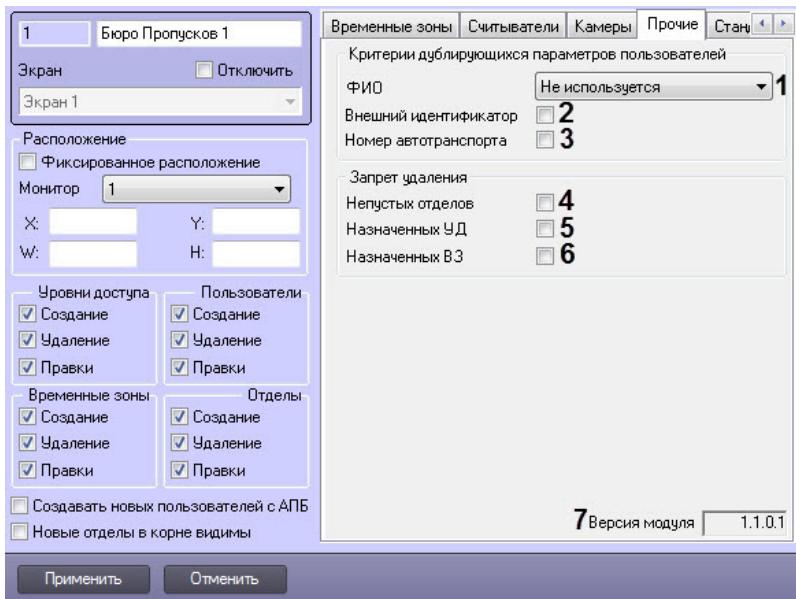 1 Бюро Пропусков 1
Экран Отключить
Экран 1
Расположение
Фиксированное расположение
Монитор 1
X: Y:
W: H:
Уровни доступа Пользователи
Создание Создание
Удаление Удаление
Правки Правки
Временные зоны Отделы
Создание Создание
Удаление Удаление
Правки Правки
Создавать новых пользователей с АПБ
Новые отделы в корне видимы
Временные зоны Считыватели Камеры Прочие Стан
Критерии дублирующихся параметров пользователей
ФИО Не используется 1
Внешний идентификатор 2
Номер автотранспорта 3
Запрет удаления
Непустых отделов 4
Назначенных УД 5
Назначенных ВЗ 6
7 Версия модуля 1.1.0.1
Применить Отменить